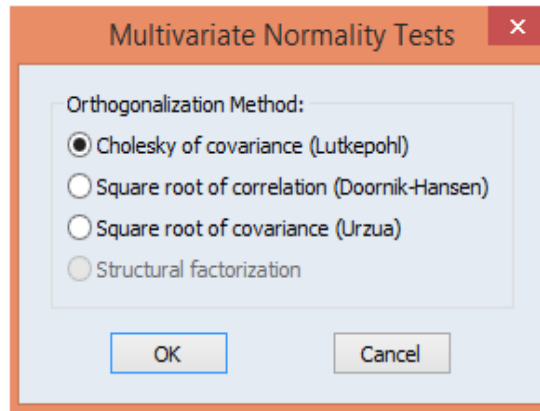 Multivariate Normality Tests
Orthogonalization Method:
Cholesky of covariance (Lutkepohl)
Square root of correlation (Doornik-Hansen)
Square root of covariance (Urzua)
Structural factorization
OK
Cancel